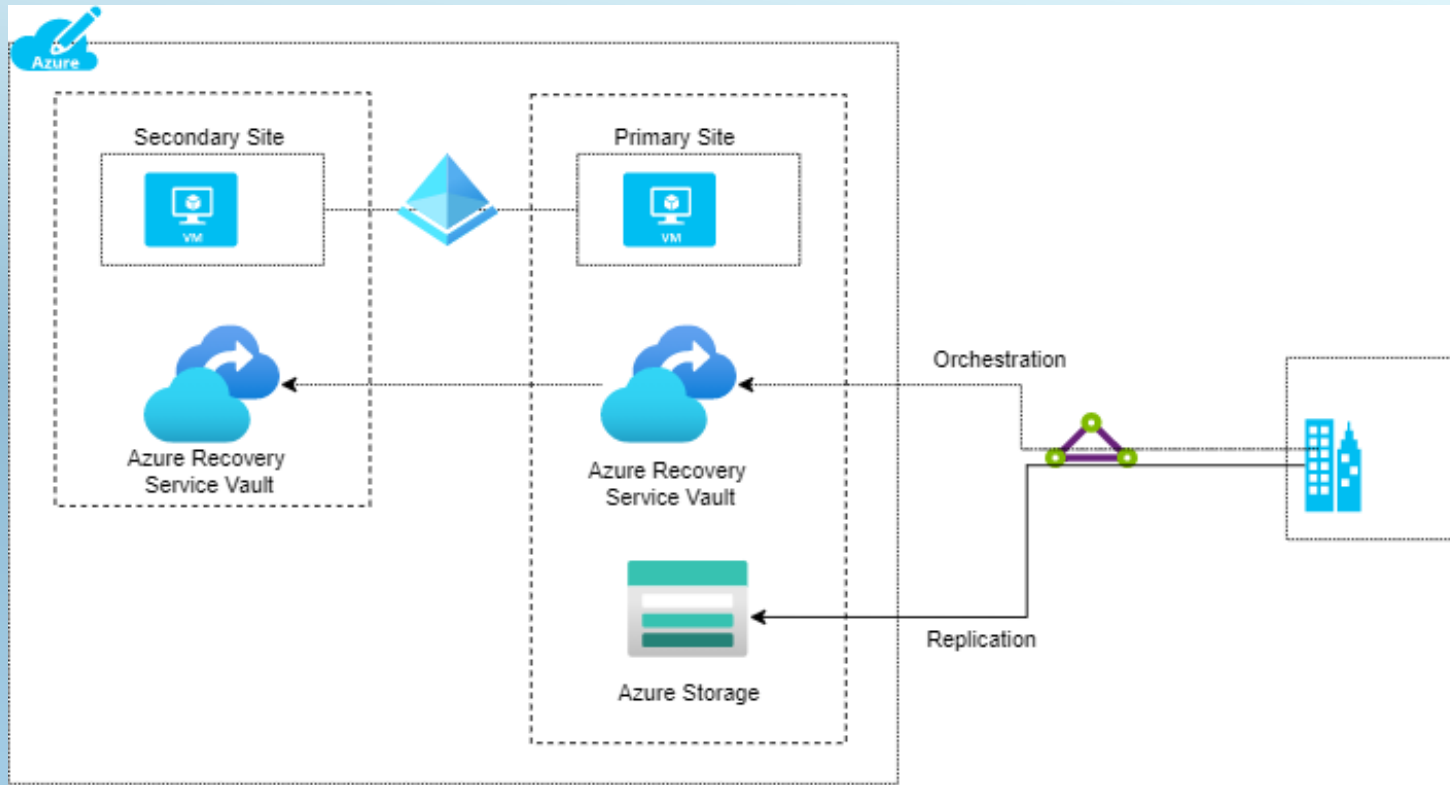 Azure
Secondary Site
Primary Site
VM
VM
Orchestration
Azure Recovery
Service Vault
Azure Recovery
Service Vault
Replication
Azure Storage